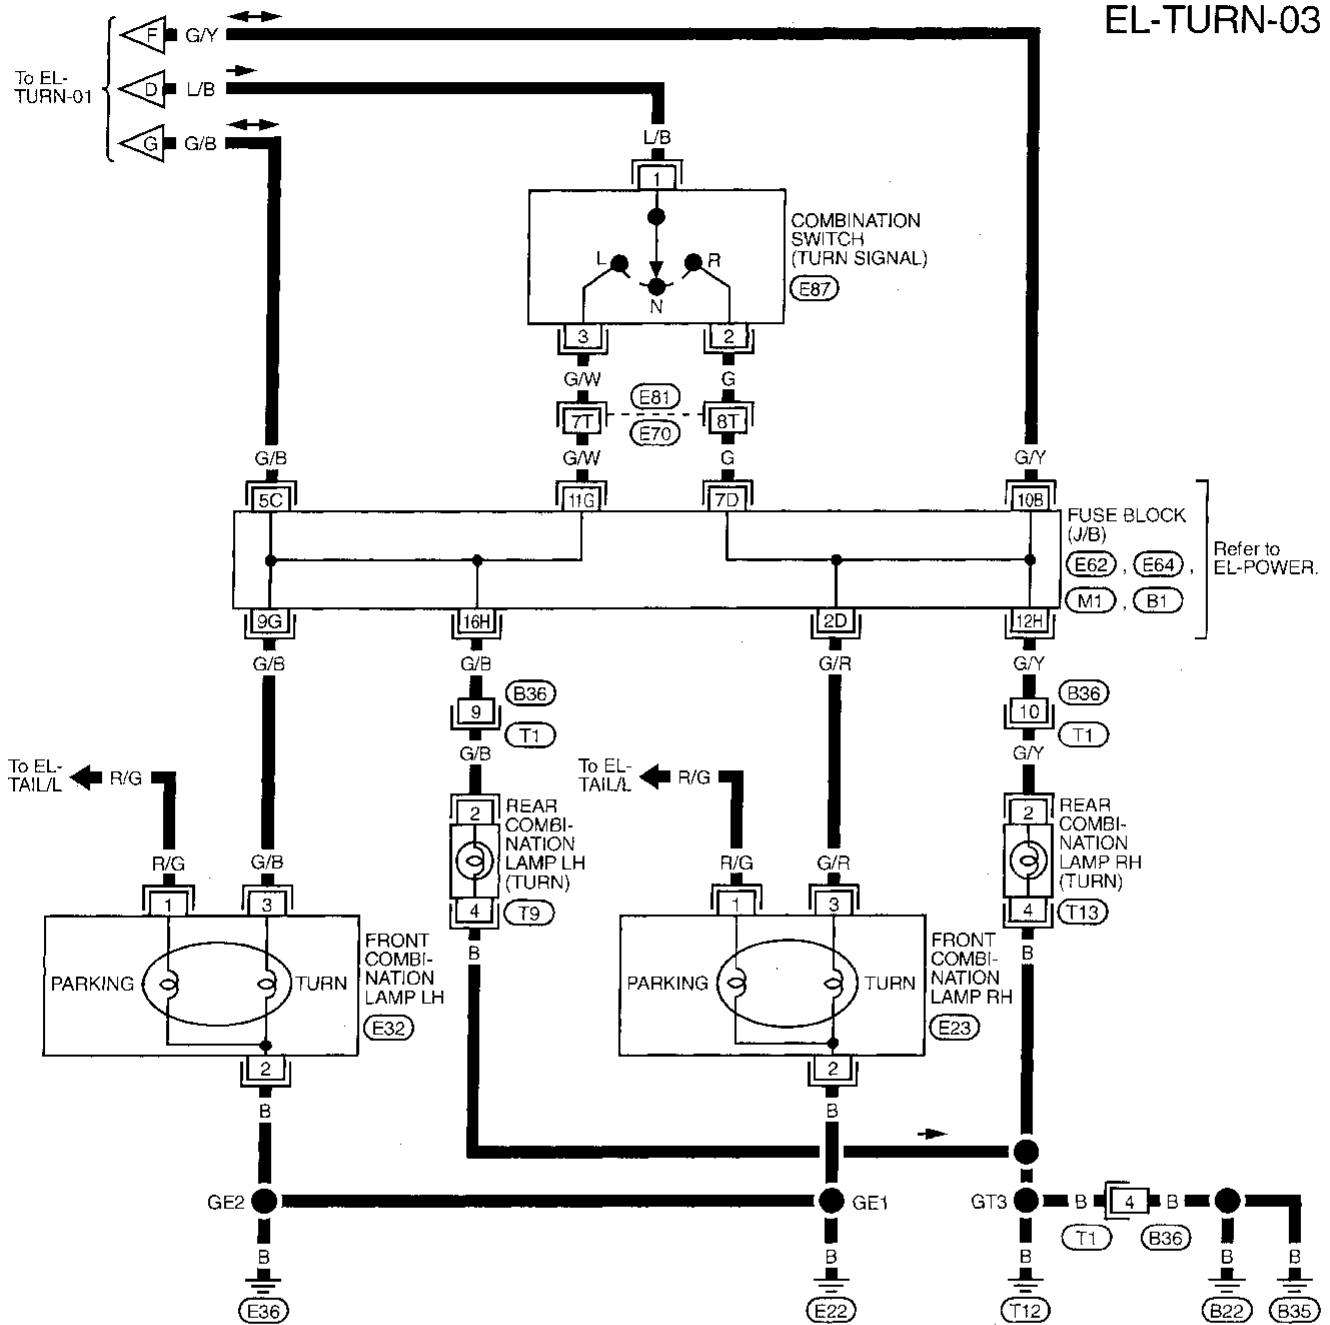 EL-TURN-03
To EL-
TURN-01
F G/Y
D L/B
G G/B
L/B
1
COMBINATION
SWITCH
(TURN SIGNAL)
E87
L R
N
3 2
G/W G
E81
7T 8T
E70
G/B G/W G G/Y
5C 11G 7D 10B
FUSE BLOCK
(J/B)
E62 , E64 ,
M1 , B1
Refer to
EL-POWER.
9G 16H 2D 12H
G/B G/B G/R G/Y
B36 B36
9 10
T1 T1
G/B G/Y
To EL-
TAIL/L
R/G
To EL-
TAIL/L
R/G
2
REAR
COMBI-
NATION
LAMP LH
(TURN)
4 T9
2
REAR
COMBI-
NATION
LAMP RH
(TURN)
4 T13
R/G G/B R/G G/R
1 3 1 3
B B
PARKING TURN
FRONT
COMBI-
NATION
LAMP LH
E32
PARKING TURN
FRONT
COMBI-
NATION
LAMP RH
E23
2 2
B B
GE2 GE1 GT3 B 4 B
T1 B36
B B B B B
E36 E22 T12 B22 B35